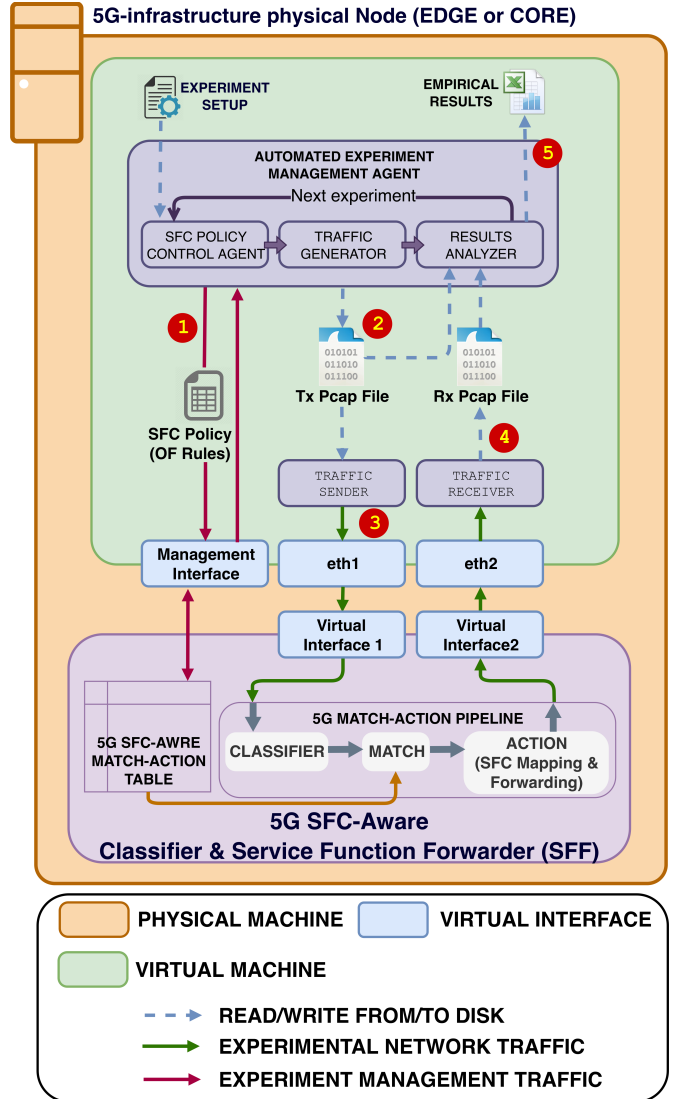 5G-infrastructure physical Node (EDGE or CORE)
EXPERIMENT
SETUP
EMPIRICAL
RESULTS
5
AUTOMATED EXPERIMENT
MANAGEMENT AGENT
Next experiment
SFC POLICY
CONTROL AGENT
TRAFFIC
GENERATOR
RESULTS
ANALYZER
1
2
010101
011010
011100
010101
011010
011100
Tx Pcap File
Rx Pcap File
SFC Policy
(OF Rules)
4
TRAFFIC
SENDER
TRAFFIC
RECEIVER
3
Management
Interface
eth1
eth2
Virtual
Interface 1
Virtual
Interface2
5G SFC-AWRE
MATCH-ACTION
TABLE
5G MATCH-ACTION PIPELINE
CLASSIFIER
MATCH
ACTION
(SFC Mapping &
Forwarding)
5G SFC-Aware
Classifier & Service Function Forwarder (SFF)
PHYSICAL MACHINE
VIRTUAL INTERFACE
VIRTUAL MACHINE
READ/WRITE FROM/TO DISK
EXPERIMENTAL NETWORK TRAFFIC
EXPERIMENT MANAGEMENT TRAFFIC